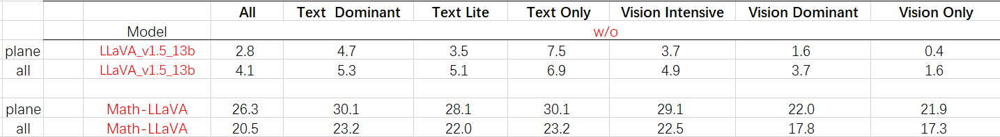 All Text Dominant Text Lite Text Only Vision Intensive Vision Dominant Vision Only
Model w/o
plane LLaVA_v1.5_13b 2.8 4.7 3.5 7.5 3.7 1.6 0.4
all LLaVA_v1.5_13b 4.1 5.3 5.1 6.9 4.9 3.7 1.6
plane Math-LLaVA 26.3 30.1 28.1 30.1 29.1 22.0 21.9
all Math-LLaVA 20.5 23.2 22.0 23.2 22.5 17.8 17.3